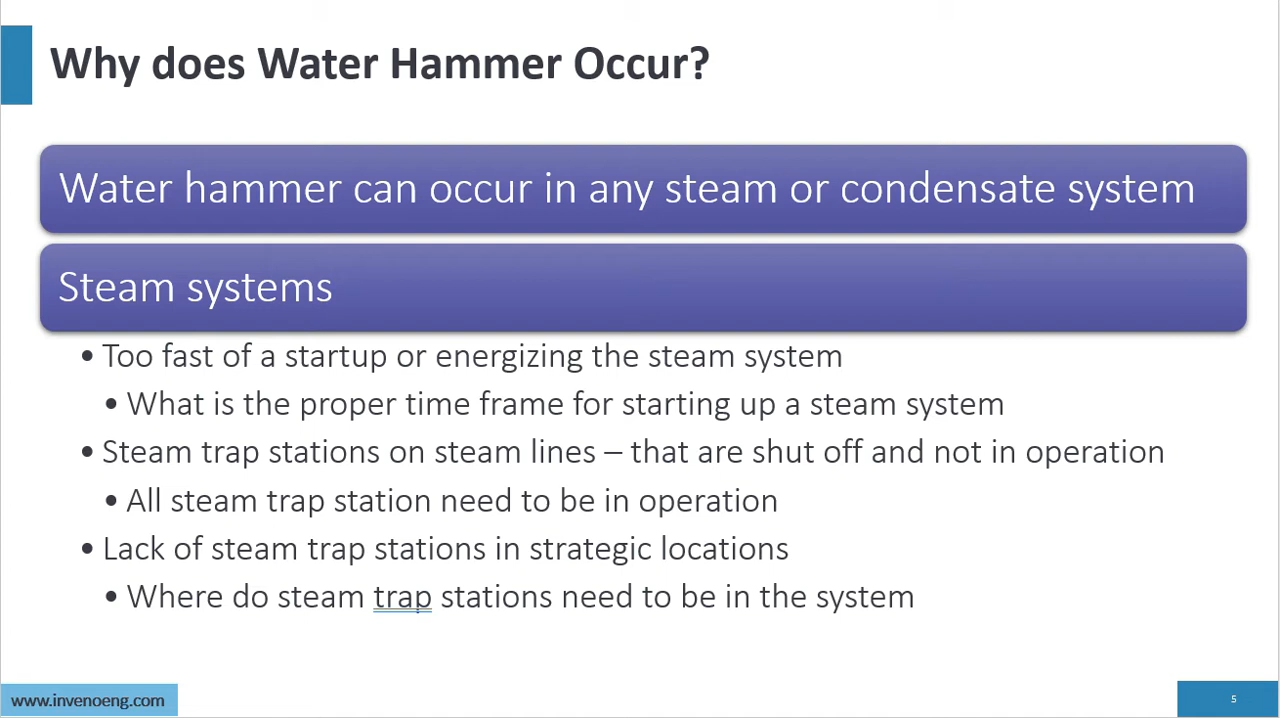 Why does Water Hammer Occur?
Water hammer can occur in any steam or condensate system
Steam systems
• Too fast of a startup or energizing the steam system
• What is the proper time frame for starting up a steam system
• Steam trap stations on steam lines – that are shut off and not in operation
• All steam trap station need to be in operation
• Lack of steam trap stations in strategic locations
• Where do steam trap stations need to be in the system
www.invenoeng.com
5